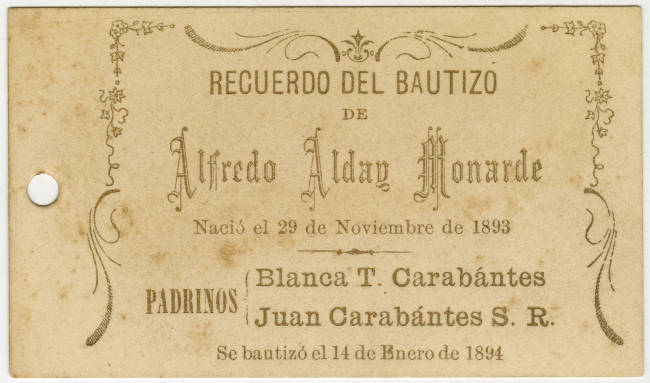 RECUERDO DEL BAUTIZO
DE
Alfredo Alday Monarde
Nació el 29 de Noviembre de 1893
PADRINOS
Blanca T. Carabántes
Juan Carabántes S. R.
Se bautizó el 14 de Enero de 1894